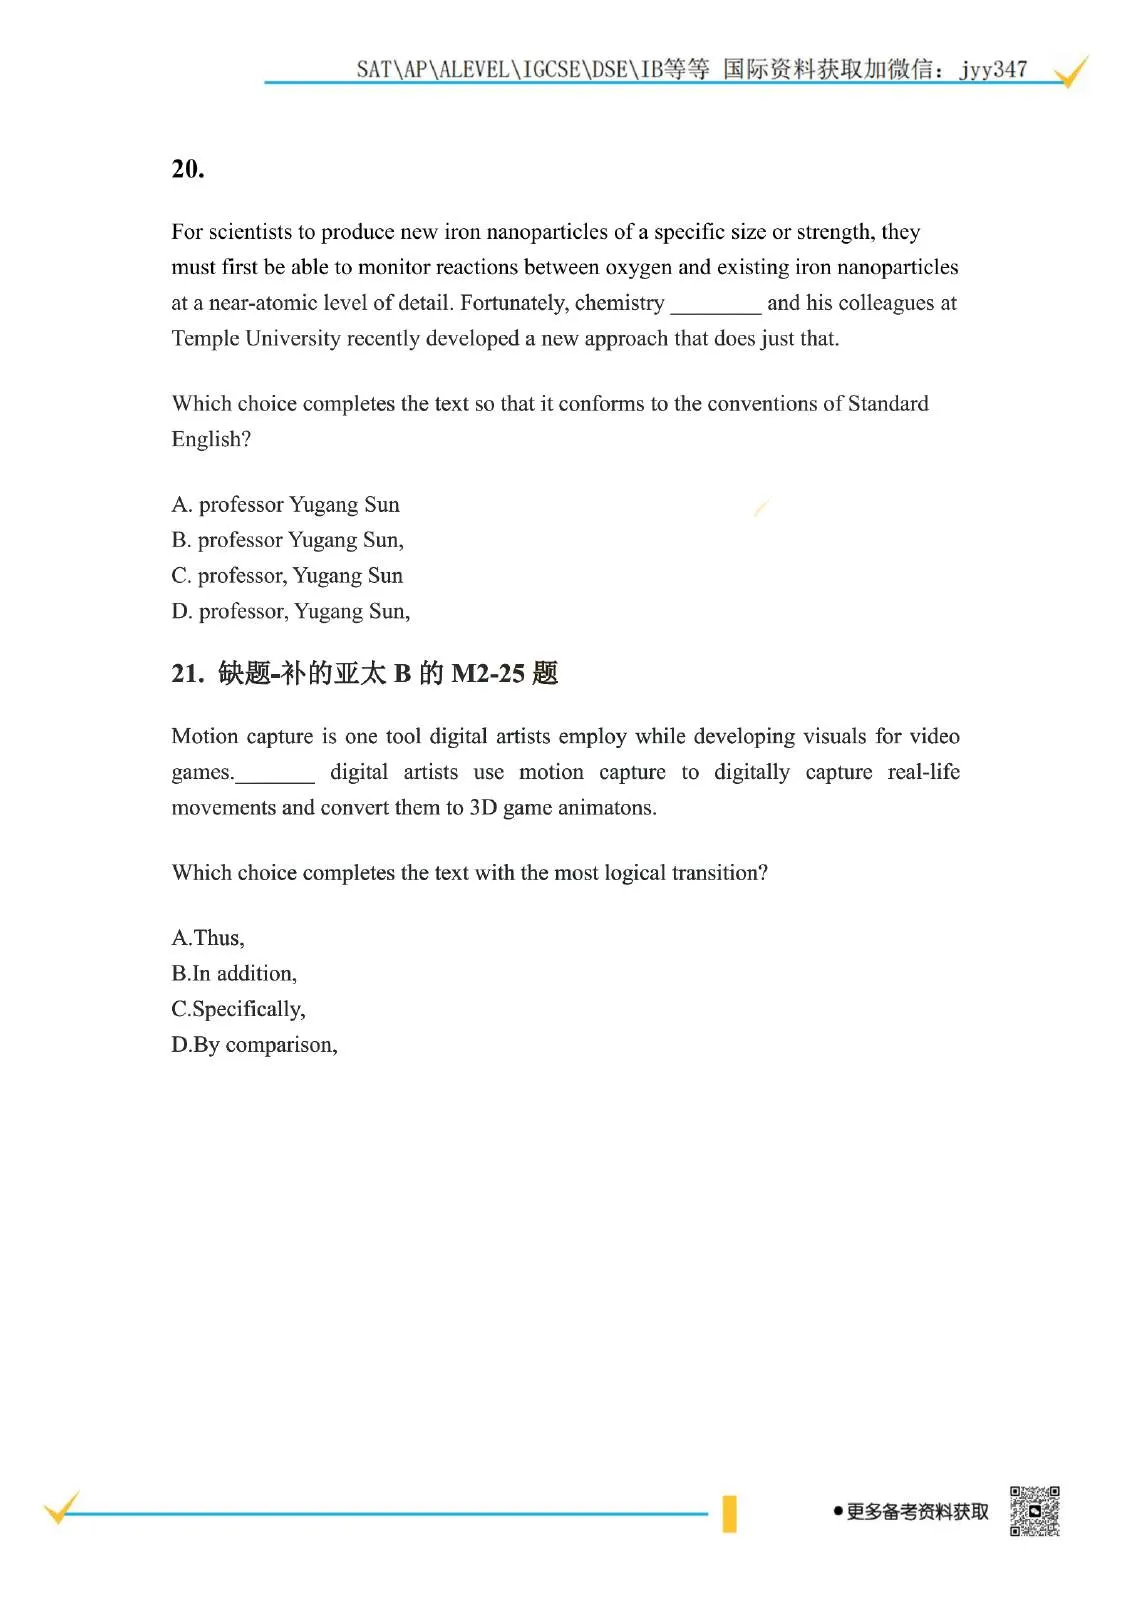 SAT\AP\ALEVEL\IGCSE\DSE\IB等等 国际资料获取加微信：jyy347
20.
For scientists to produce new iron nanoparticles of a specific size or strength, they
must first be able to monitor reactions between oxygen and existing iron nanoparticles
at a near-atomic level of detail. Fortunately, chemistry ________ and his colleagues at
Temple University recently developed a new approach that does just that.
Which choice completes the text so that it conforms to the conventions of Standard
English?
A. professor Yugang Sun
B. professor Yugang Sun,
C. professor, Yugang Sun
D. professor, Yugang Sun,
21. 缺题-补的亚太 B 的 M2-25 题
Motion capture is one tool digital artists employ while developing visuals for video
games._______ digital artists use motion capture to digitally capture real-life
movements and convert them to 3D game animatons.
Which choice completes the text with the most logical transition?
A.Thus,
B.In addition,
C.Specifically,
D.By comparison,
●更多备考资料获取